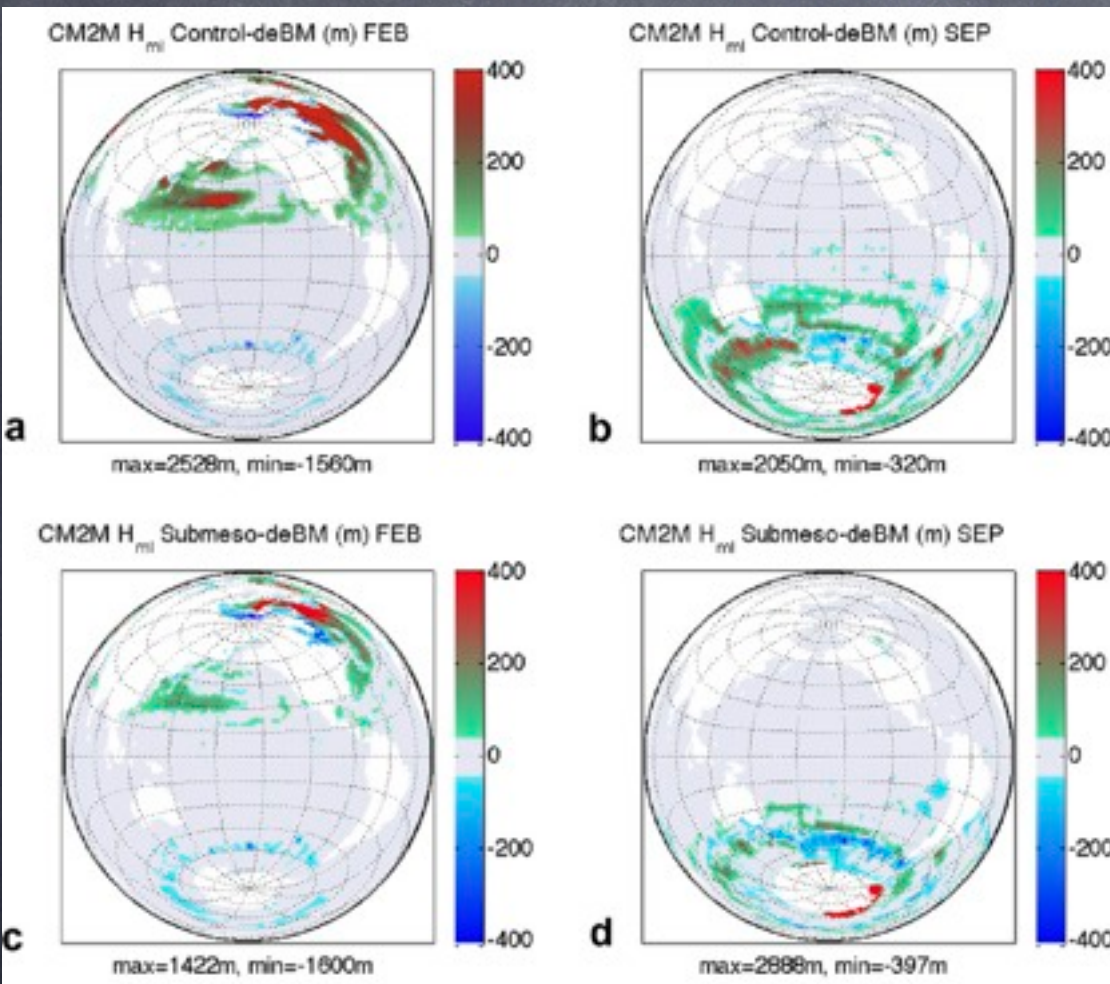 CM2M H_ml Control-deBM (m) FEB
400
200
0
-200
-400
a
max=2528m, min=-1560m
CM2M H_ml Control-deBM (m) SEP
400
200
0
-200
-400
b
max=2050m, min=-320m
CM2M H_ml Submeso-deBM (m) FEB
400
200
0
-200
-400
c
max=1422m, min=-1600m
CM2M H_ml Submeso-deBM (m) SEP
400
200
0
-200
-400
d
max=2888m, min=-397m